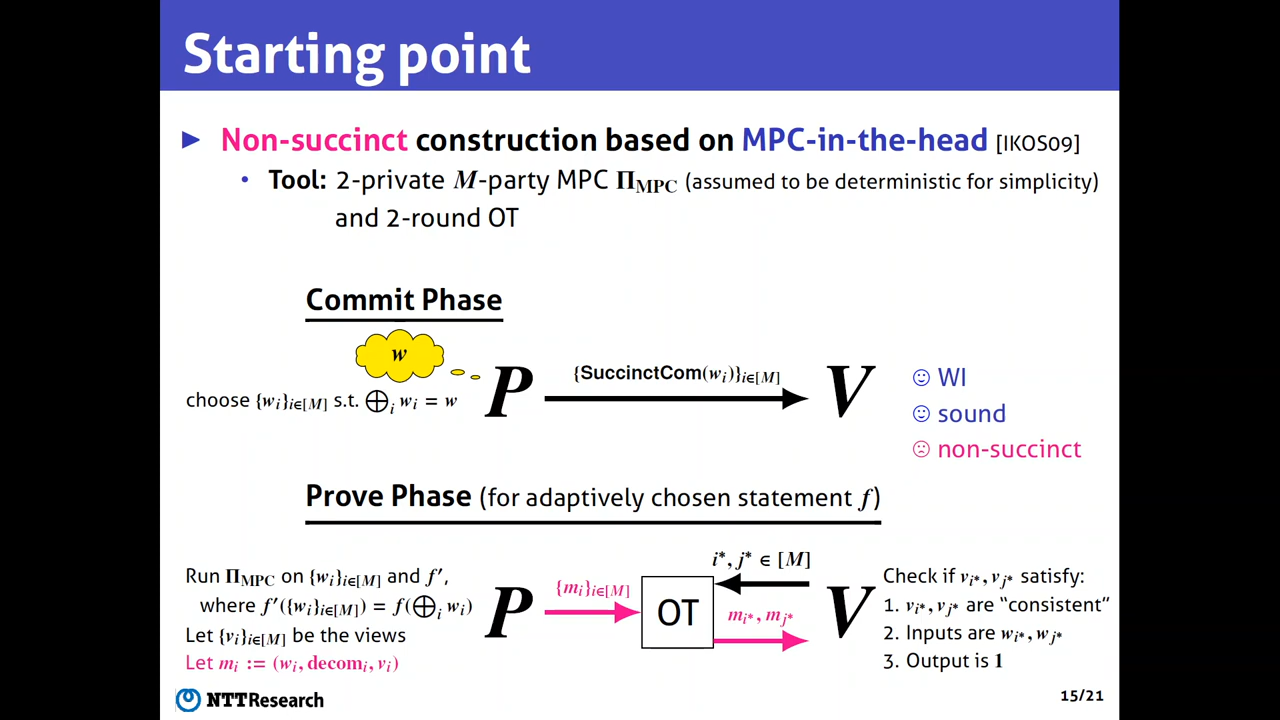 Starting point
► Non-succinct construction based on MPC-in-the-head [IKOS09]
• Tool: 2-private M-party MPC Π_MPC (assumed to be deterministic for simplicity)
and 2-round OT
Commit Phase
w
choose {w_i}_{i∈[M]} s.t. ⊕_i w_i = w
P
{SuccinctCom(w_i)}_{i∈[M]}
V
☺ WI
☺ sound
☹ non-succinct
Prove Phase (for adaptively chosen statement f)
Run Π_MPC on {w_i}_{i∈[M]} and f′,
where f′({w_i}_{i∈[M]}) = f(⊕_i w_i)
Let {v_i}_{i∈[M]} be the views
Let m_i := (w_i, decom_i, v_i)
P
{m_i}_{i∈[M]}
OT
i*, j* ∈ [M]
m_{i*}, m_{j*}
V
Check if v_{i*}, v_{j*} satisfy:
1. v_{i*}, v_{j*} are “consistent”
2. Inputs are w_{i*}, w_{j*}
3. Output is 1
NTTResearch
15/21